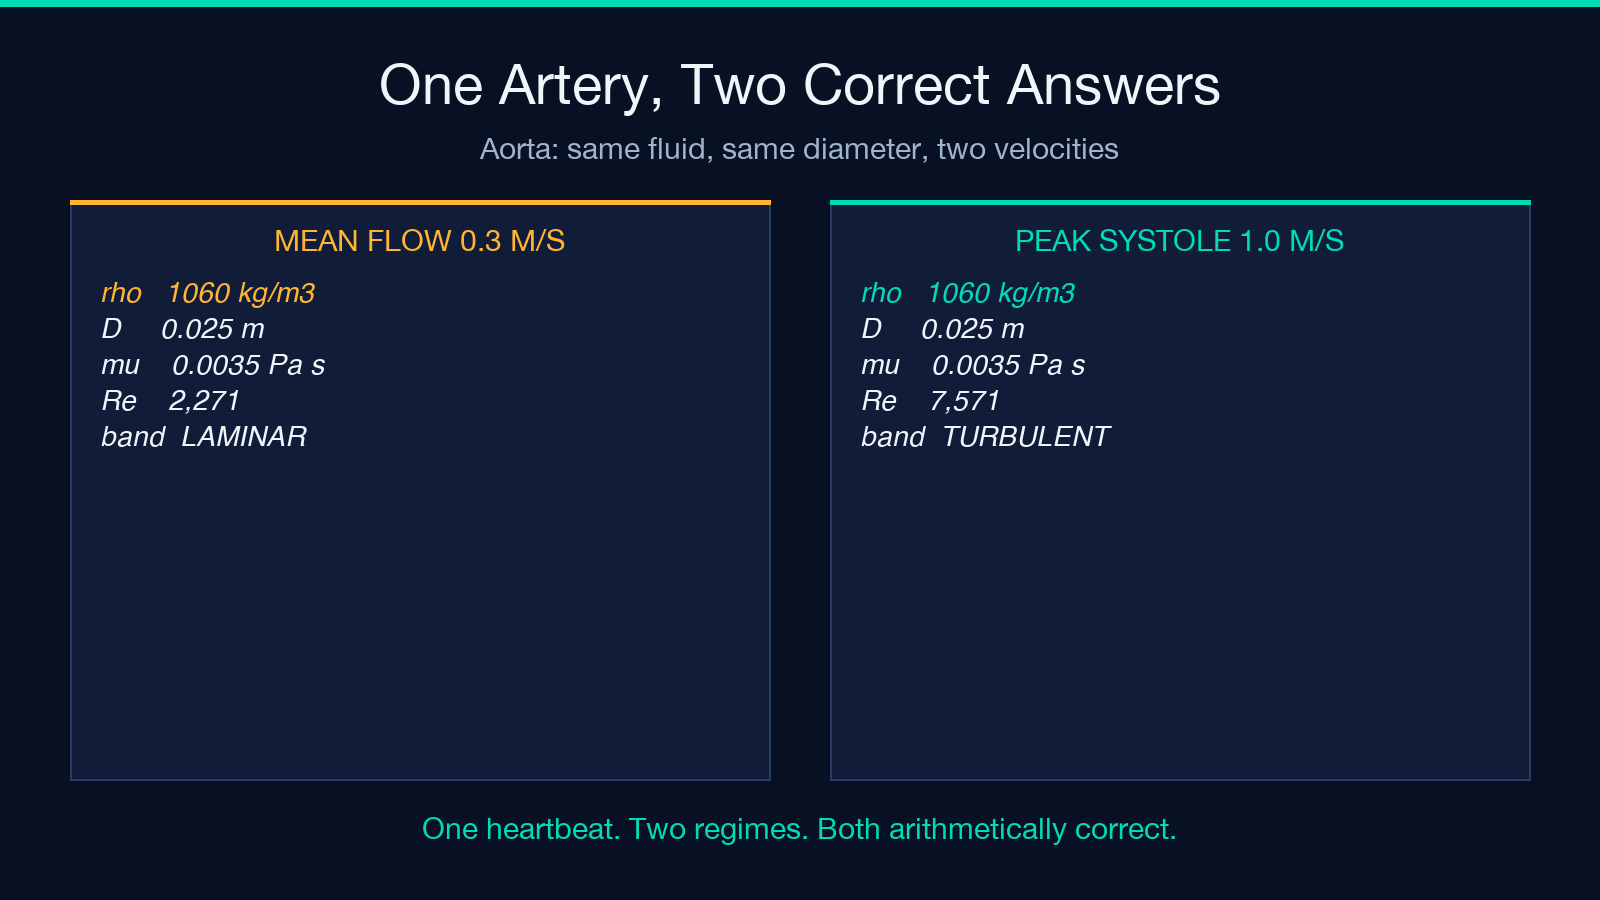 One Artery, Two Correct Answers
Aorta: same fluid, same diameter, two velocities
MEAN FLOW 0.3 M/S
rho 1060 kg/m3
D 0.025 m
mu 0.0035 Pa s
Re 2,271
band LAMINAR
PEAK SYSTOLE 1.0 M/S
rho 1060 kg/m3
D 0.025 m
mu 0.0035 Pa s
Re 7,571
band TURBULENT
One heartbeat. Two regimes. Both arithmetically correct.